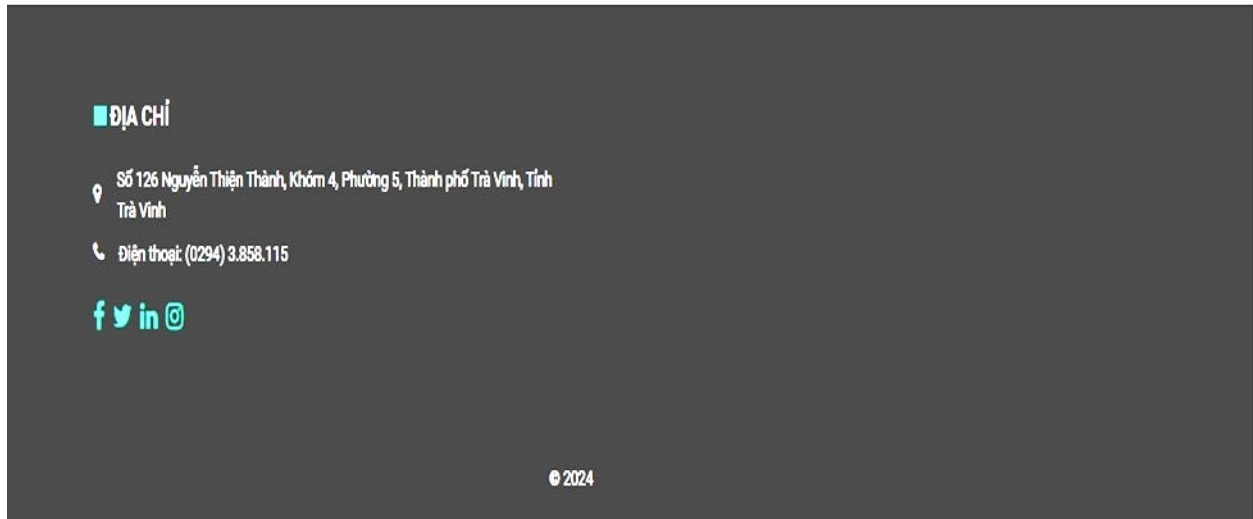 ĐỊA CHỈ
Số 126 Nguyễn Thiện Thành, Khóm 4, Phường 5, Thành phố Trà Vinh, Tỉnh
Trà Vinh
Điện thoại: (0294) 3.858.115
© 2024